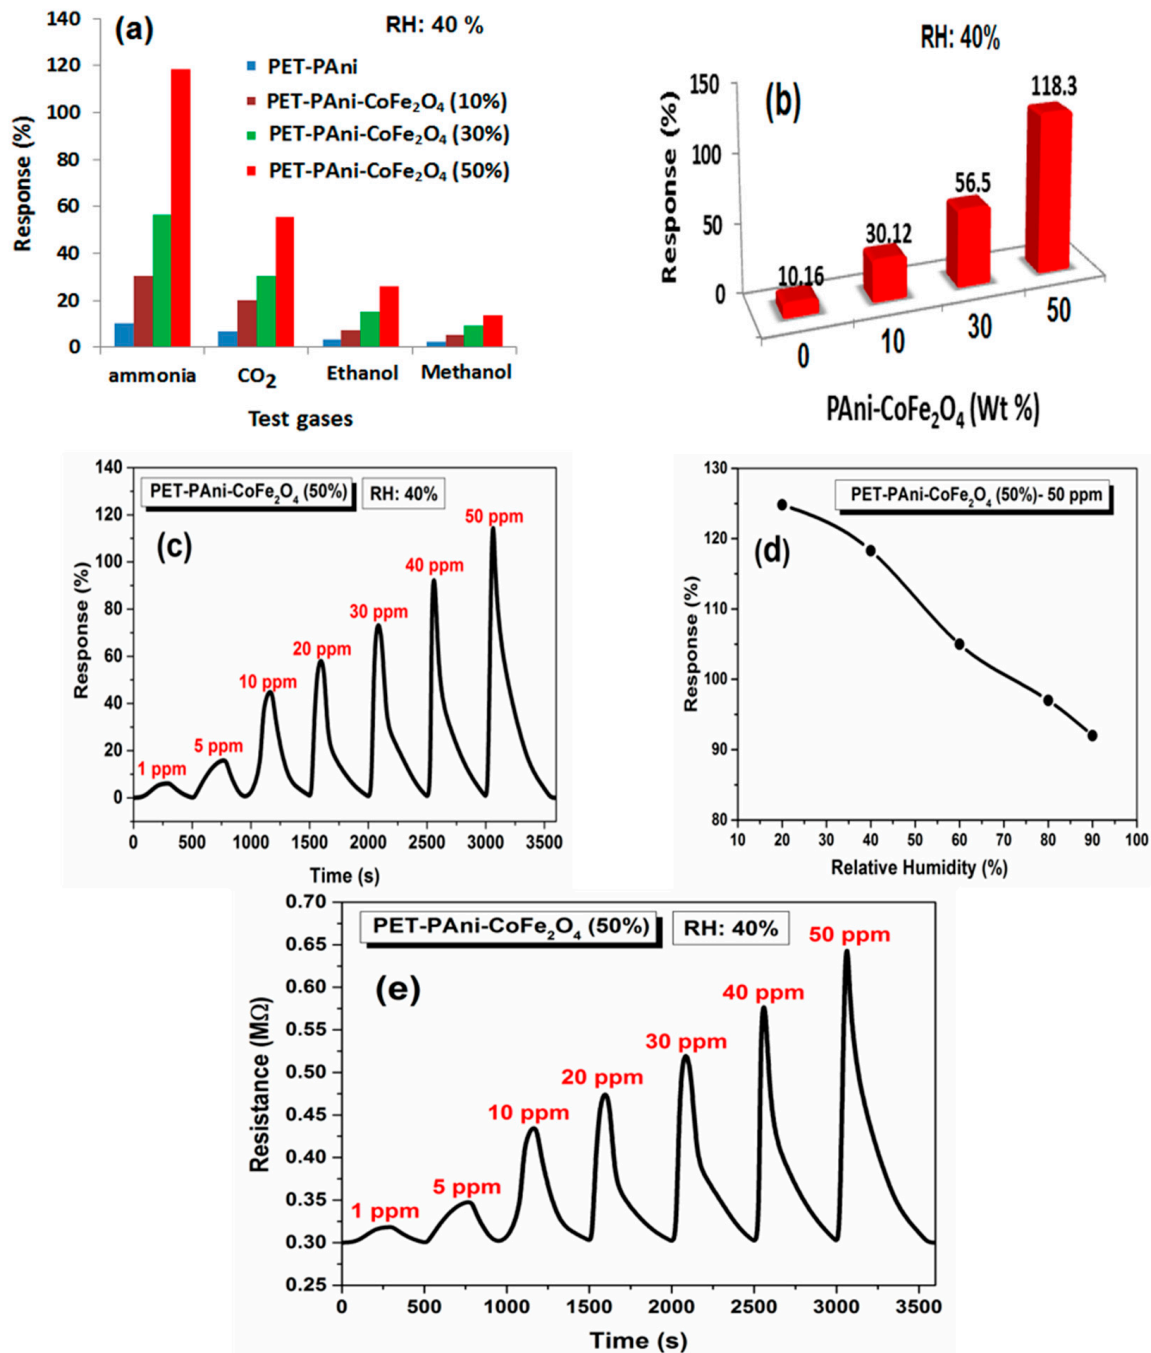 (a)
RH: 40 %
PET-PAni
PET-PAni-CoFe₂O₄ (10%)
PET-PAni-CoFe₂O₄ (30%)
PET-PAni-CoFe₂O₄ (50%)
Response (%)
140
120
100
80
60
40
20
0
ammonia CO₂ Ethanol Methanol
Test gases
RH: 40%
(b)
Response (%)
150
100
50
0
10.16
30.12
56.5
118.3
0 10 30 50
PAni-CoFe₂O₄ (Wt %)
PET-PAni-CoFe₂O₄ (50%) RH: 40%
(c)
Response (%)
140
120
100
80
60
40
20
0
1 ppm
5 ppm
10 ppm
20 ppm
30 ppm
40 ppm
50 ppm
0 500 1000 1500 2000 2500 3000 3500
Time (s)
PET-PAni-CoFe₂O₄ (50%)- 50 ppm
(d)
Response (%)
130
120
110
100
90
80
10 20 30 40 50 60 70 80 90 100
Relative Humidity (%)
PET-PAni-CoFe₂O₄ (50%) RH: 40%
(e)
Resistance (MΩ)
0.70
0.65
0.60
0.55
0.50
0.45
0.40
0.35
0.30
0.25
1 ppm
5 ppm
10 ppm
20 ppm
30 ppm
40 ppm
50 ppm
0 500 1000 1500 2000 2500 3000 3500
Time (s)